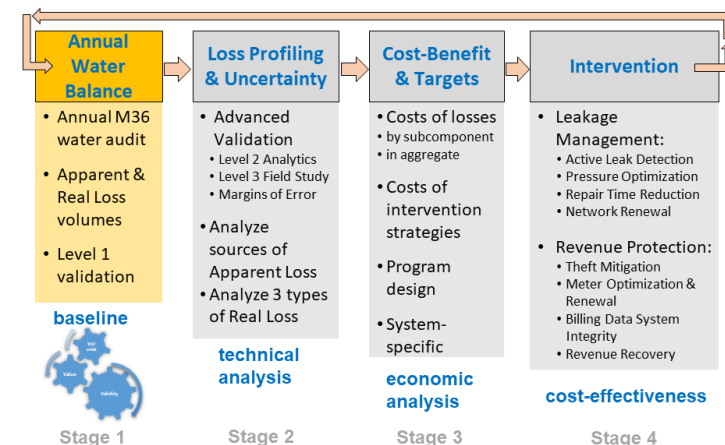 Annual
Water
Balance
• Annual M36
water audit
• Apparent &
Real Loss
volumes
• Level 1
validation
baseline
Value
Validity
Stage 1
Loss Profiling
& Uncertainty
• Advanced
Validation
• Level 2 Analytics
• Level 3 Field Study
• Margins of Error
• Analyze
sources of
Apparent Loss
• Analyze 3 types
of Real Loss
technical
analysis
Stage 2
Cost-Benefit
& Targets
• Costs of losses
• by subcomponent
• in aggregate
• Costs of
intervention
strategies
• Program
design
• System-
specific
economic
analysis
Stage 3
Intervention
• Leakage
Management:
• Active Leak Detection
• Pressure Optimization
• Repair Time Reduction
• Network Renewal
• Revenue Protection:
• Theft Mitigation
• Meter Optimization &
Renewal
• Billing Data System
Integrity
• Revenue Recovery
cost-effectiveness
Stage 4